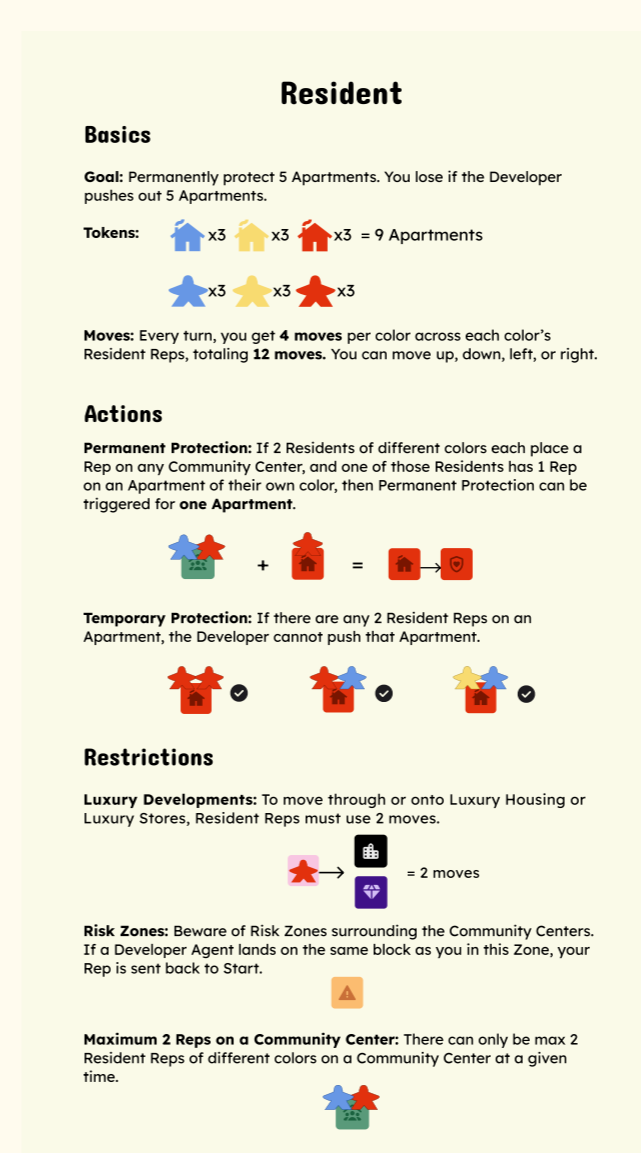 Resident
Basics
Goal: Permanently protect 5 Apartments. You lose if the Developer
pushes out 5 Apartments.
Tokens: x3 x3 x3 = 9 Apartments
x3 x3 x3
Moves: Every turn, you get 4 moves per color across each color’s
Resident Reps, totaling 12 moves. You can move up, down, left, or right.
Actions
Permanent Protection: If 2 Residents of different colors each place a
Rep on any Community Center, and one of those Residents has 1 Rep
on an Apartment of their own color, then Permanent Protection can be
triggered for one Apartment.
+ =
Temporary Protection: If there are any 2 Resident Reps on an
Apartment, the Developer cannot push that Apartment.
Restrictions
Luxury Developments: To move through or onto Luxury Housing or
Luxury Stores, Resident Reps must use 2 moves.
= 2 moves
Risk Zones: Beware of Risk Zones surrounding the Community Centers.
If a Developer Agent lands on the same block as you in this Zone, your
Rep is sent back to Start.
Maximum 2 Reps on a Community Center: There can only be max 2
Resident Reps of different colors on a Community Center at a given
time.